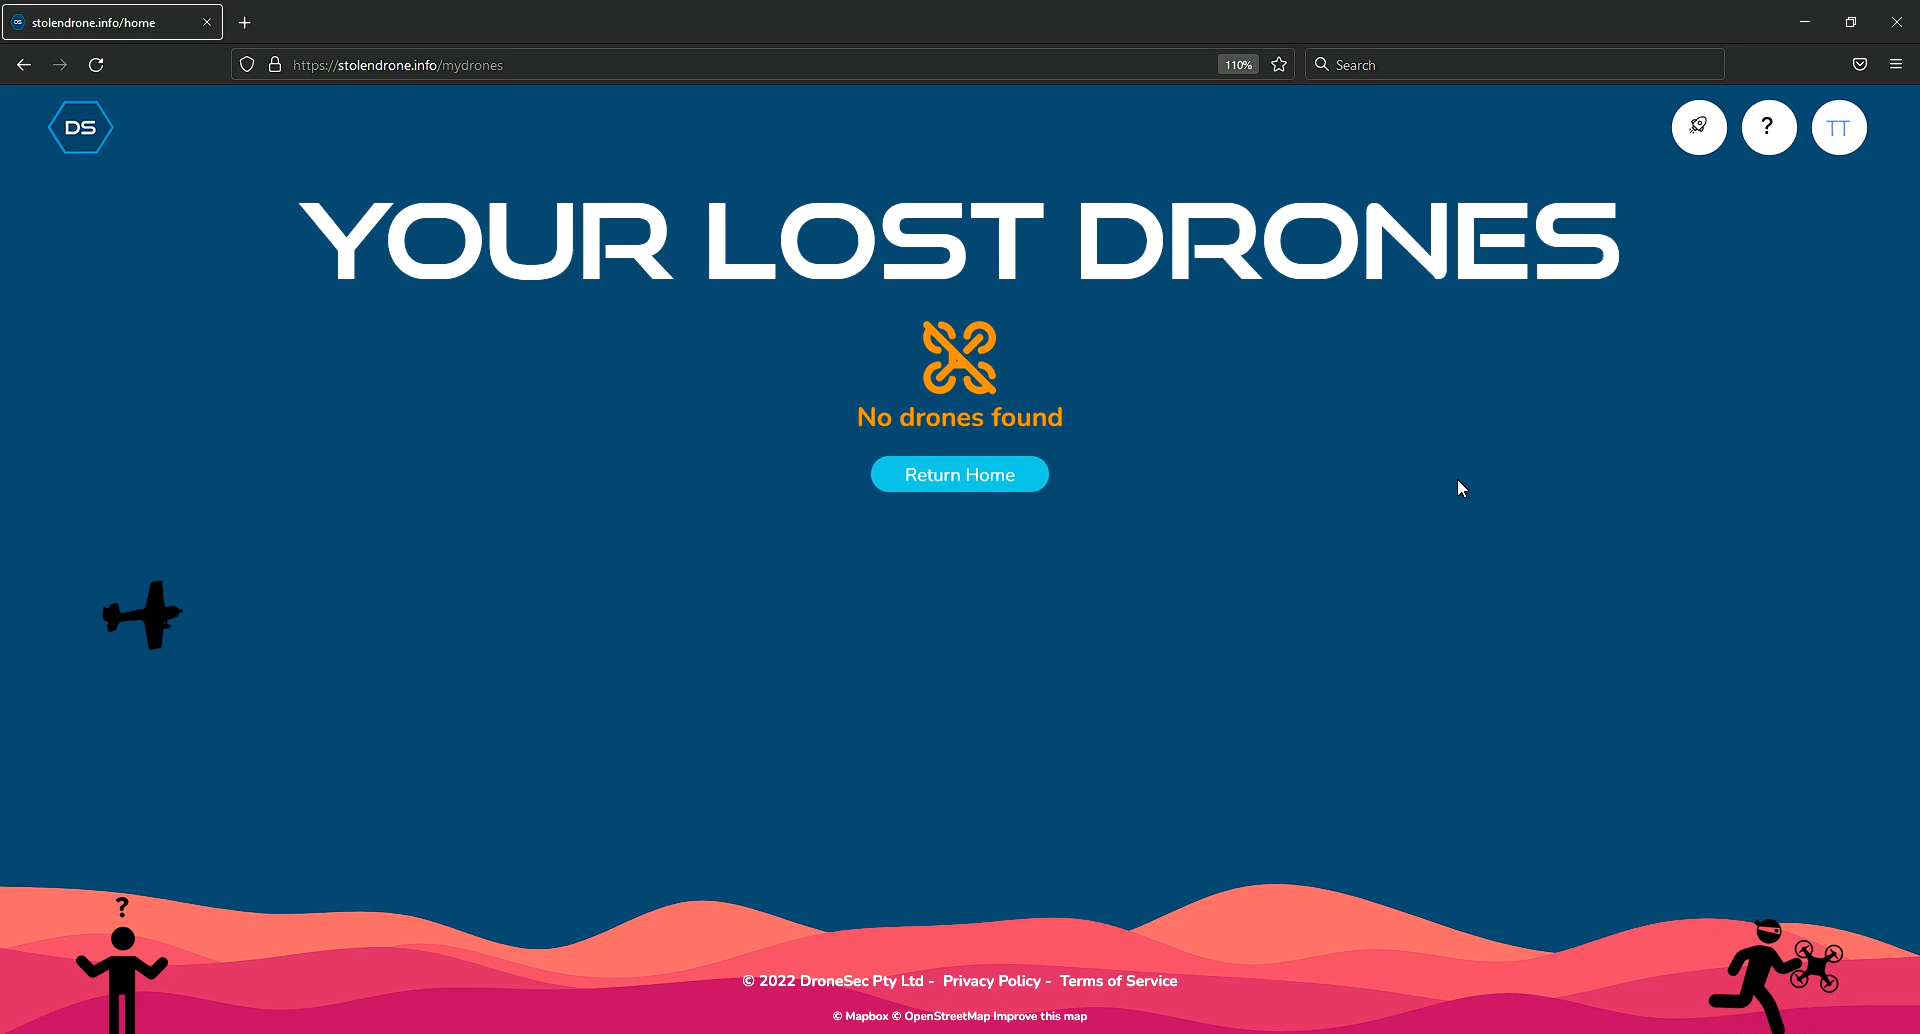 stolendrone.info/home
https://stolendrone.info/mydrones
110%
Search
DS
?
TT
YOUR LOST DRONES
No drones found
Return Home
?
© 2022 DroneSec Pty Ltd - Privacy Policy - Terms of Service
© Mapbox © OpenStreetMap Improve this map